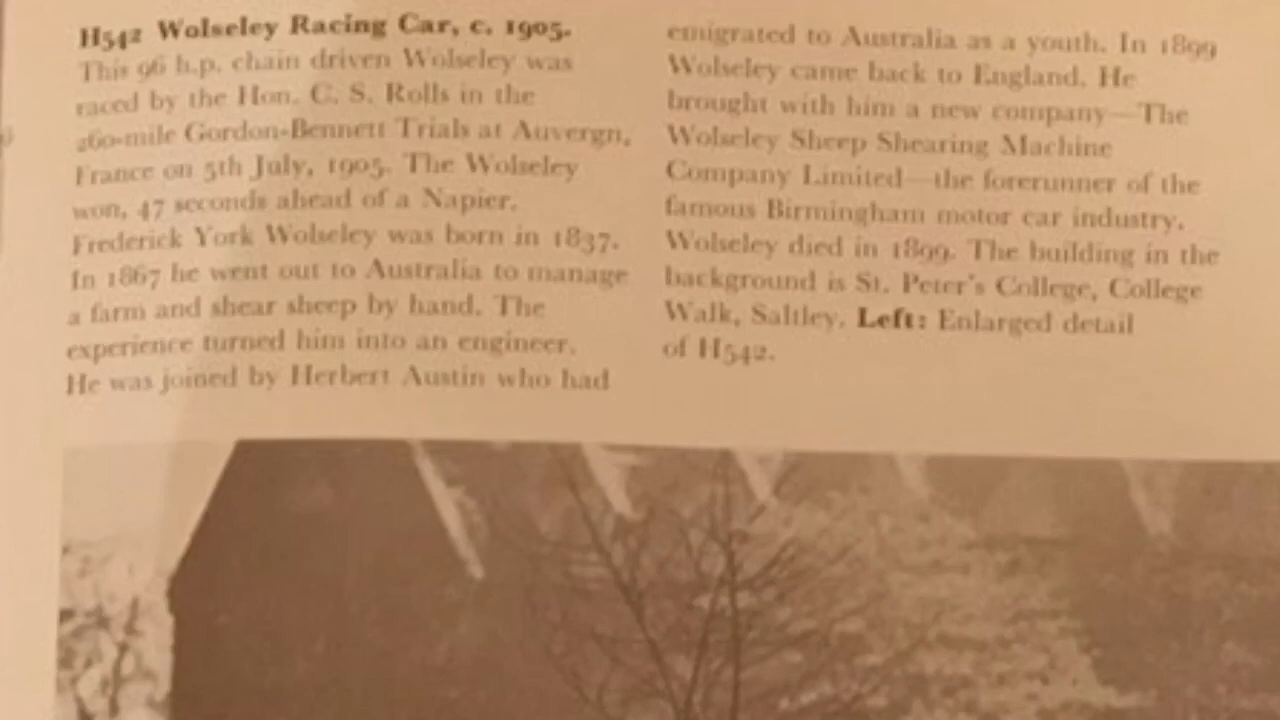 H542 Wolseley Racing Car, c. 1905.
This 96 h.p. chain driven Wolseley was
raced by the Hon. C. S. Rolls in the
260-mile Gordon-Bennett Trials at Auvergn,
France on 5th July, 1905. The Wolseley
won, 47 seconds ahead of a Napier.
Frederick York Wolseley was born in 1837.
In 1867 he went out to Australia to manage
a farm and shear sheep by hand. The
experience turned him into an engineer.
He was joined by Herbert Austin who had
emigrated to Australia as a youth. In 1899
Wolseley came back to England. He
brought with him a new company—The
Wolseley Sheep Shearing Machine
Company Limited—the forerunner of the
famous Birmingham motor car industry.
Wolseley died in 1899. The building in the
background is St. Peter's College, College
Walk, Saltley. Left: Enlarged detail
of H542.